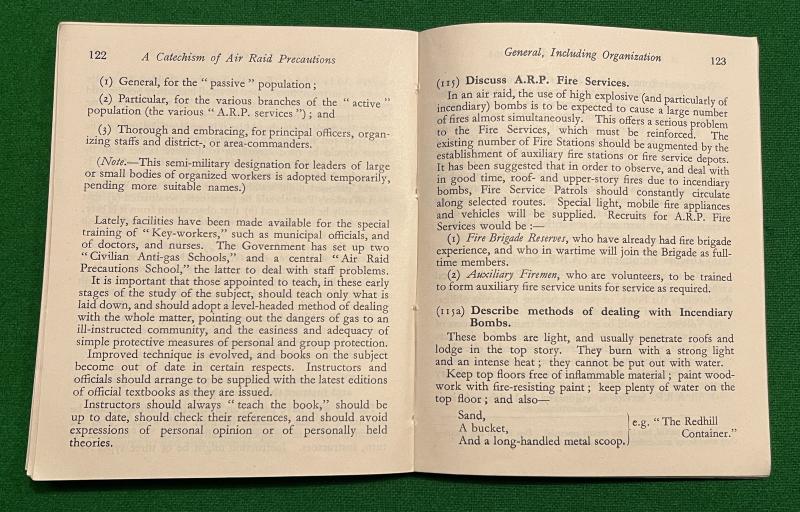 122 A Catechism of Air Raid Precautions
(1) General, for the “ passive ” population ;
(2) Particular, for the various branches of the “ active ”
population (the various “ A.R.P. services ”) ; and
(3) Thorough and embracing, for principal officers, organ-
izing staffs and district-, or area-commanders.
(Note.—This semi-military designation for leaders of large
or small bodies of organized workers is adopted temporarily,
pending more suitable names.)
Lately, facilities have been made available for the special
training of “ Key-workers,” such as municipal officials, and
of doctors, and nurses. The Government has set up two
“ Civilian Anti-gas Schools,” and a central “ Air Raid
Precautions School,” the latter to deal with staff problems.
It is important that those appointed to teach, in these early
stages of the study of the subject, should teach only what is
laid down, and should adopt a level-headed method of dealing
with the whole matter, pointing out the dangers of gas to an
ill-instructed community, and the easiness and adequacy of
simple protective measures of personal and group protection.
Improved technique is evolved, and books on the subject
become out of date in certain respects. Instructors and
officials should arrange to be supplied with the latest editions
of official textbooks as they are issued.
Instructors should always “ teach the book,” should be
up to date, should check their references, and should avoid
expressions of personal opinion or of personally held
theories.
General, Including Organization 123
(115) Discuss A.R.P. Fire Services.
In an air raid, the use of high explosive (and particularly of
incendiary) bombs is to be expected to cause a large number
of fires almost simultaneously. This offers a serious problem
to the Fire Services, which must be reinforced. The
existing number of Fire Stations should be augmented by the
establishment of auxiliary fire stations or fire service depots.
It has been suggested that in order to observe, and deal with
in good time, roof- and upper-story fires due to incendiary
bombs, Fire Service Patrols should constantly circulate
along selected routes. Special light, mobile fire appliances
and vehicles will be supplied. Recruits for A.R.P. Fire
Services would be :—
(1) Fire Brigade Reserves, who have already had fire brigade
experience, and who in wartime will join the Brigade as full-
time members.
(2) Auxiliary Firemen, who are volunteers, to be trained
to form auxiliary fire service units for service as required.
(115a) Describe methods of dealing with Incendiary
Bombs.
These bombs are light, and usually penetrate roofs and
lodge in the top story. They burn with a strong light
and an intense heat ; they cannot be put out with water.
Keep top floors free of inflammable material ; paint wood-
work with fire-resisting paint ; keep plenty of water on the
top floor ; and also—
Sand,
A bucket,
And a long-handled metal scoop.
e.g. “ The Redhill
Container.”